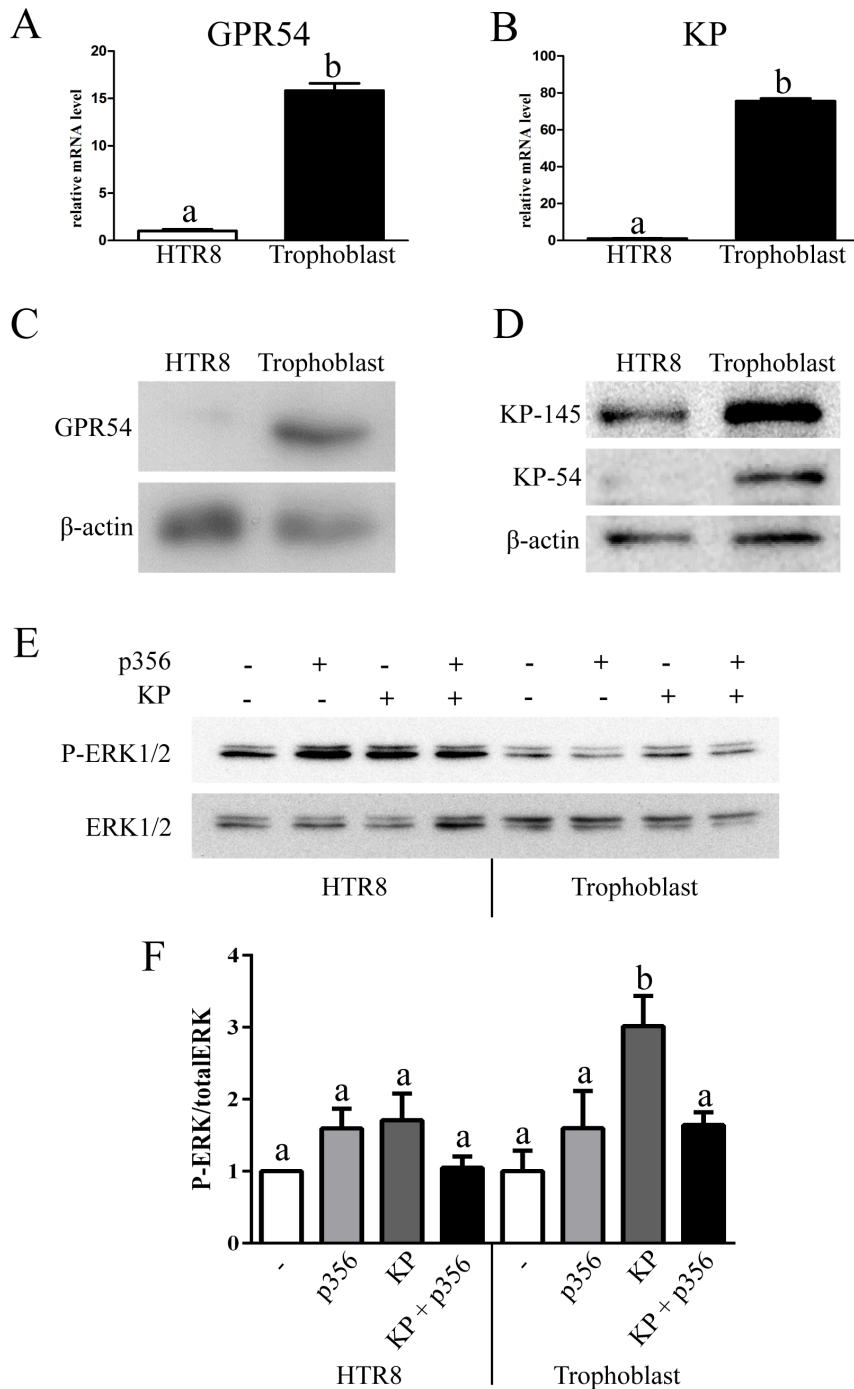 A
GPR54
20
15
10
5
0
relative mRNA level
a
b
HTR8 Trophoblast
B
KP
100
80
60
40
20
0
relative mRNA level
a
b
HTR8 Trophoblast
C
HTR8 Trophoblast
GPR54
β-actin
D
HTR8 Trophoblast
KP-145
KP-54
β-actin
E
p356 - + - + - + - +
KP - - + + - - + +
P-ERK1/2
ERK1/2
HTR8 Trophoblast
F
4
3
2
1
0
P-ERK/totalERK
a a a a a a b a
- p356 KP KP + p356 - p356 KP KP + p356
HTR8 Trophoblast